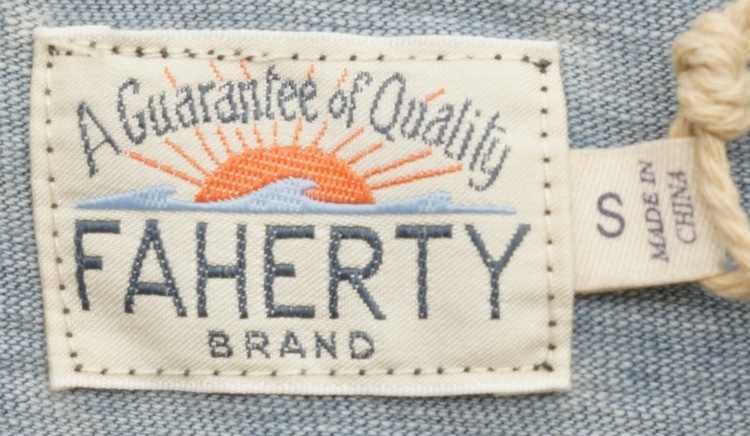 A Guarantee of Quality
FAHERTY
BRAND
S
MADE IN
CHINA